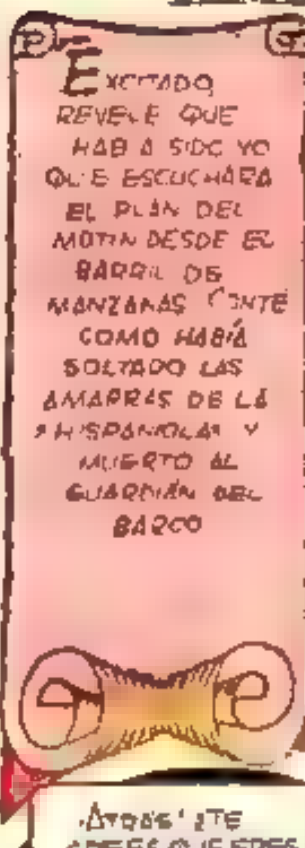 EXCITADO,
REVELÉ QUE
HABÍA SIDO YO
QUE ESCUCHARA
EL PLAN DEL
MOTÍN DESDE EL
BARRIL DE
MANZANAS CONTÉ
COMO HABÍA
SOLTADO LAS
AMARRAS DE LA
"HISPANIOLA" Y
MUERTO AL
GUARDIÁN DEL
BARCO